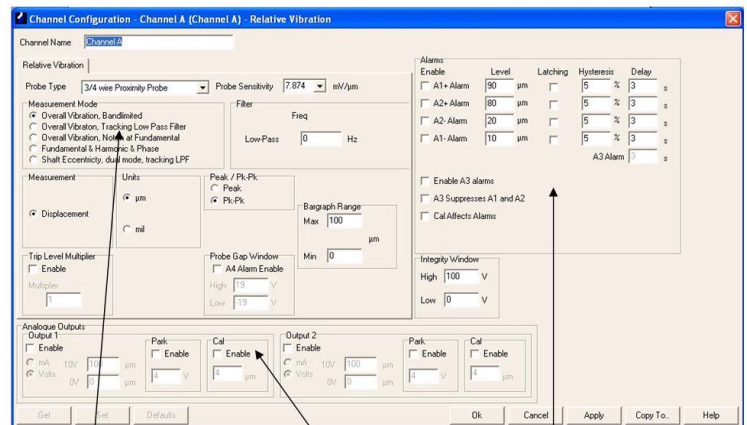 Channel Configuration - Channel A (Channel A) - Relative Vibration
Channel Name Channel A
Relative Vibration
Probe Type 3/4 wire Proximity Probe Probe Sensitivity 7.874 mV/µm
Measurement Mode
Overall Vibration, Bandlimited
Overall Vibraton, Tracking Low Pass Filter
Overall Vibration, Notch at Fundamental
Fundamental & Harmonic & Phase
Shaft Eccentricty, dual mode, tracking LPF
Filter
Freq
Low-Pass 0 Hz
Measurement
Displacement
Units
µm
mil
Peak / Pk-Pk
Peak
Pk-Pk
Bargraph Range
Max 100
µm
Min 0
Trip Level Multiplier
Enable
Multiplier
1
Probe Gap Window
A4 Alarm Enable
High 19 V
Low -19 V
Alarms
Enable Level Latching Hysteresis Delay
A1+ Alarm 90 µm 5 % 3 s
A2+ Alarm 80 µm 5 % 3 s
A2- Alarm 20 µm 5 % 3 s
A1- Alarm 10 µm 5 % 3 s
A3 Alarm 3 s
Enable A3 alarms
A3 Suppresses A1 and A2
Cal Affects Alarms
Integrity Window
High 100 V
Low 0 V
Analogue Outputs
Output 1
Enable
mA 10V 100 µm
Volts 0V 0 µm
Park
Enable
4 V
Cal
Enable
4 µm
Output 2
Enable
mA 10V 100 µm
Volts 0V 0 µm
Park
Enable
4 V
Cal
Enable
4 µm
Get Set Defaults Ok Cancel Apply Copy To.. Help